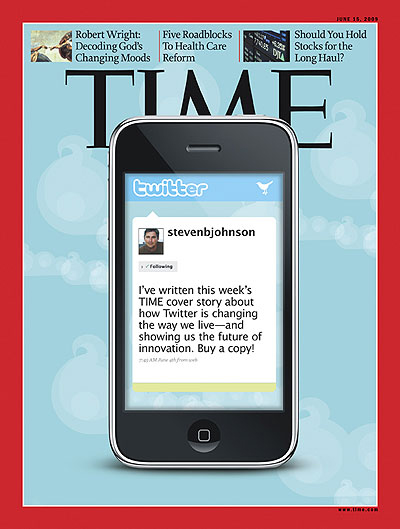 JUNE 15, 2009
Robert Wright:
Decoding God's
Changing Moods
Five Roadblocks
To Health Care
Reform
Should You Hold
Stocks for the
Long Haul?
TIME
twitter
stevenbjohnson
Following
I've written this week's
TIME cover story about
how Twitter is changing
the way we live—and
showing us the future of
innovation. Buy a copy!
7:45 AM June 4th from web
www.time.com